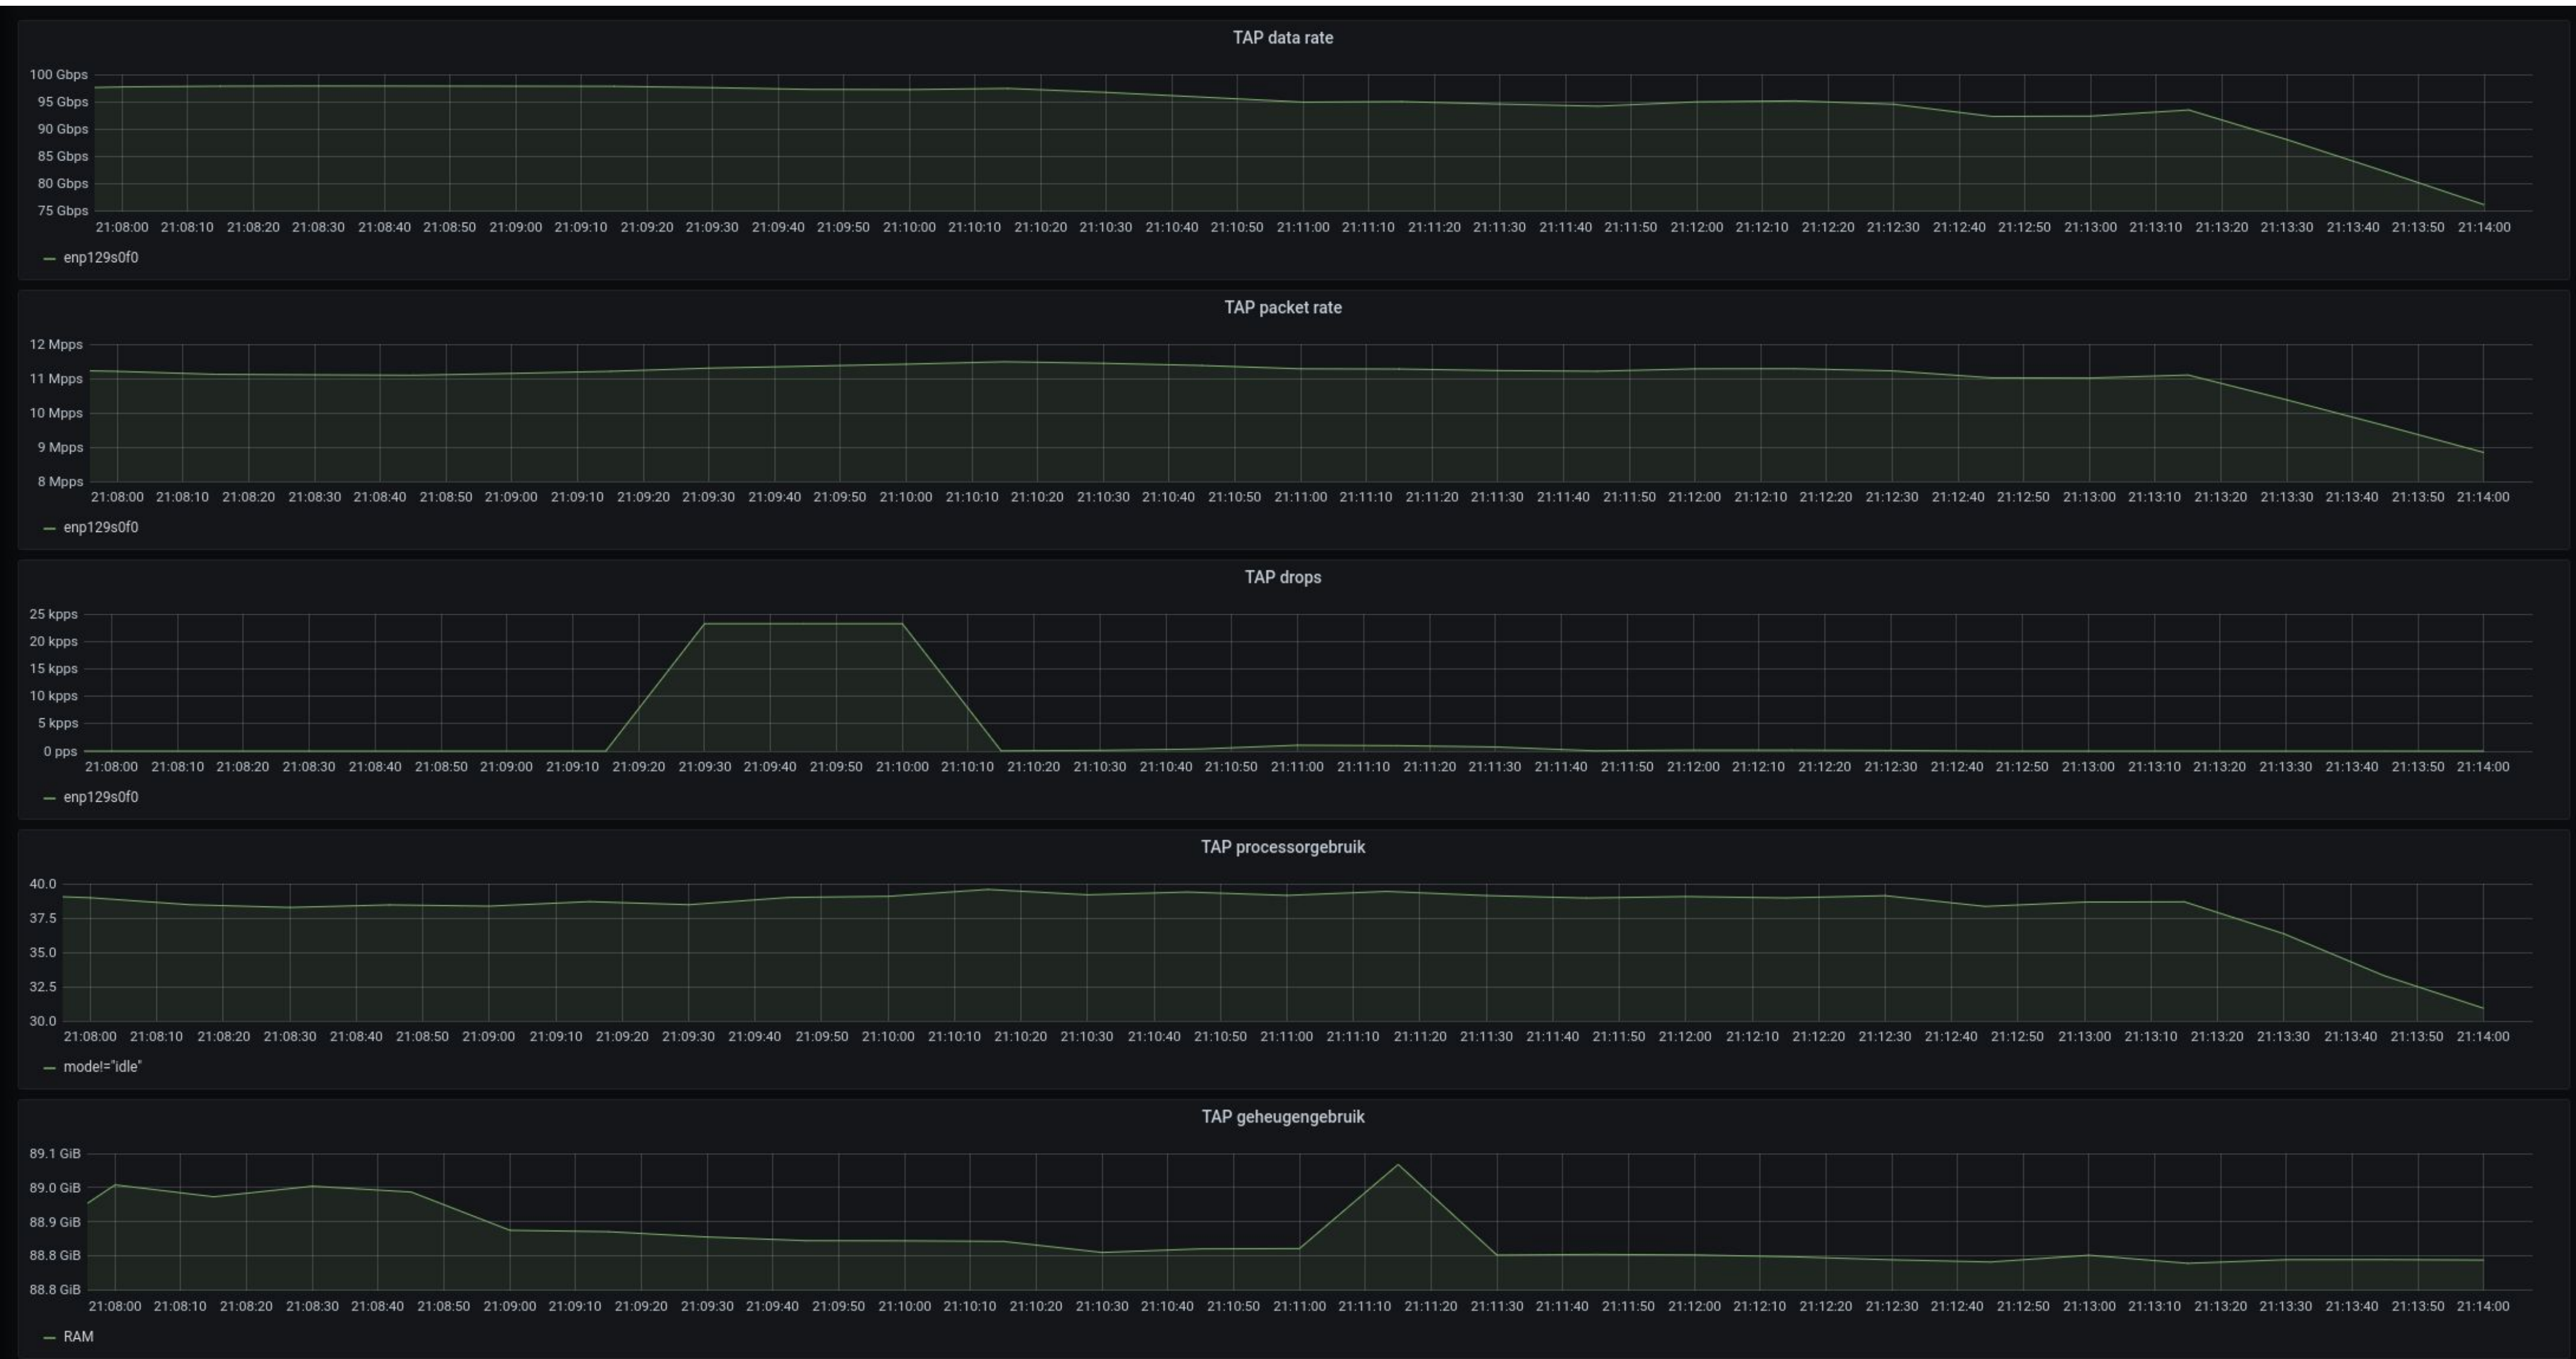 TAP data rate
100 Gbps
95 Gbps
90 Gbps
85 Gbps
80 Gbps
75 Gbps
21:08:00 21:08:10 21:08:20 21:08:30 21:08:40 21:08:50 21:09:00 21:09:10 21:09:20 21:09:30 21:09:40 21:09:50 21:10:00 21:10:10 21:10:20 21:10:30 21:10:40 21:10:50 21:11:00 21:11:10 21:11:20 21:11:30 21:11:40 21:11:50 21:12:00 21:12:10 21:12:20 21:12:30 21:12:40 21:12:50 21:13:00 21:13:10 21:13:20 21:13:30 21:13:40 21:13:50 21:14:00
enp129s0f0
TAP packet rate
12 Mpps
11 Mpps
10 Mpps
9 Mpps
8 Mpps
21:08:00 21:08:10 21:08:20 21:08:30 21:08:40 21:08:50 21:09:00 21:09:10 21:09:20 21:09:30 21:09:40 21:09:50 21:10:00 21:10:10 21:10:20 21:10:30 21:10:40 21:10:50 21:11:00 21:11:10 21:11:20 21:11:30 21:11:40 21:11:50 21:12:00 21:12:10 21:12:20 21:12:30 21:12:40 21:12:50 21:13:00 21:13:10 21:13:20 21:13:30 21:13:40 21:13:50 21:14:00
enp129s0f0
TAP drops
25 kpps
20 kpps
15 kpps
10 kpps
5 kpps
0 pps
21:08:00 21:08:10 21:08:20 21:08:30 21:08:40 21:08:50 21:09:00 21:09:10 21:09:20 21:09:30 21:09:40 21:09:50 21:10:00 21:10:10 21:10:20 21:10:30 21:10:40 21:10:50 21:11:00 21:11:10 21:11:20 21:11:30 21:11:40 21:11:50 21:12:00 21:12:10 21:12:20 21:12:30 21:12:40 21:12:50 21:13:00 21:13:10 21:13:20 21:13:30 21:13:40 21:13:50 21:14:00
enp129s0f0
TAP processorgebruik
40.0
37.5
35.0
32.5
30.0
21:08:00 21:08:10 21:08:20 21:08:30 21:08:40 21:08:50 21:09:00 21:09:10 21:09:20 21:09:30 21:09:40 21:09:50 21:10:00 21:10:10 21:10:20 21:10:30 21:10:40 21:10:50 21:11:00 21:11:10 21:11:20 21:11:30 21:11:40 21:11:50 21:12:00 21:12:10 21:12:20 21:12:30 21:12:40 21:12:50 21:13:00 21:13:10 21:13:20 21:13:30 21:13:40 21:13:50 21:14:00
mode!="idle"
TAP geheugengebruik
89.1 GiB
89.0 GiB
88.9 GiB
88.8 GiB
88.8 GiB
21:08:00 21:08:10 21:08:20 21:08:30 21:08:40 21:08:50 21:09:00 21:09:10 21:09:20 21:09:30 21:09:40 21:09:50 21:10:00 21:10:10 21:10:20 21:10:30 21:10:40 21:10:50 21:11:00 21:11:10 21:11:20 21:11:30 21:11:40 21:11:50 21:12:00 21:12:10 21:12:20 21:12:30 21:12:40 21:12:50 21:13:00 21:13:10 21:13:20 21:13:30 21:13:40 21:13:50 21:14:00
RAM